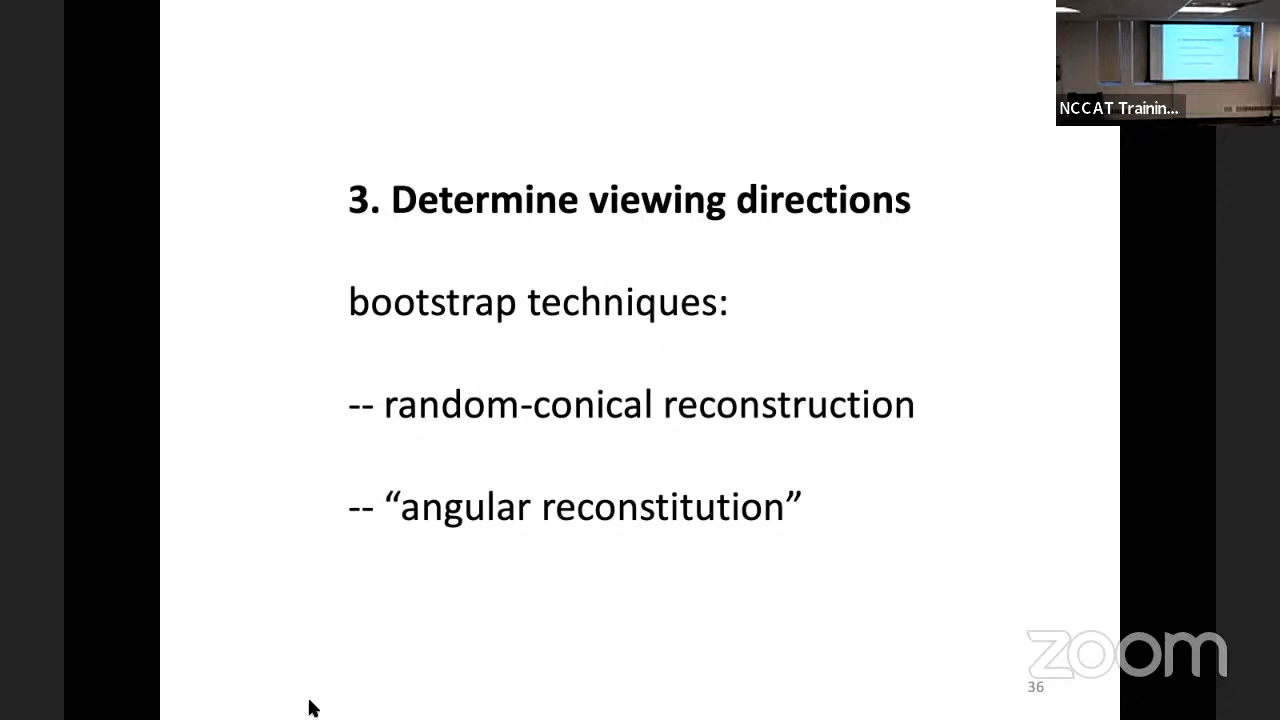 3. Determine viewing directions
bootstrap techniques:
-- random-conical reconstruction
-- “angular reconstitution”
36
zoom
NCCAT Trainin...